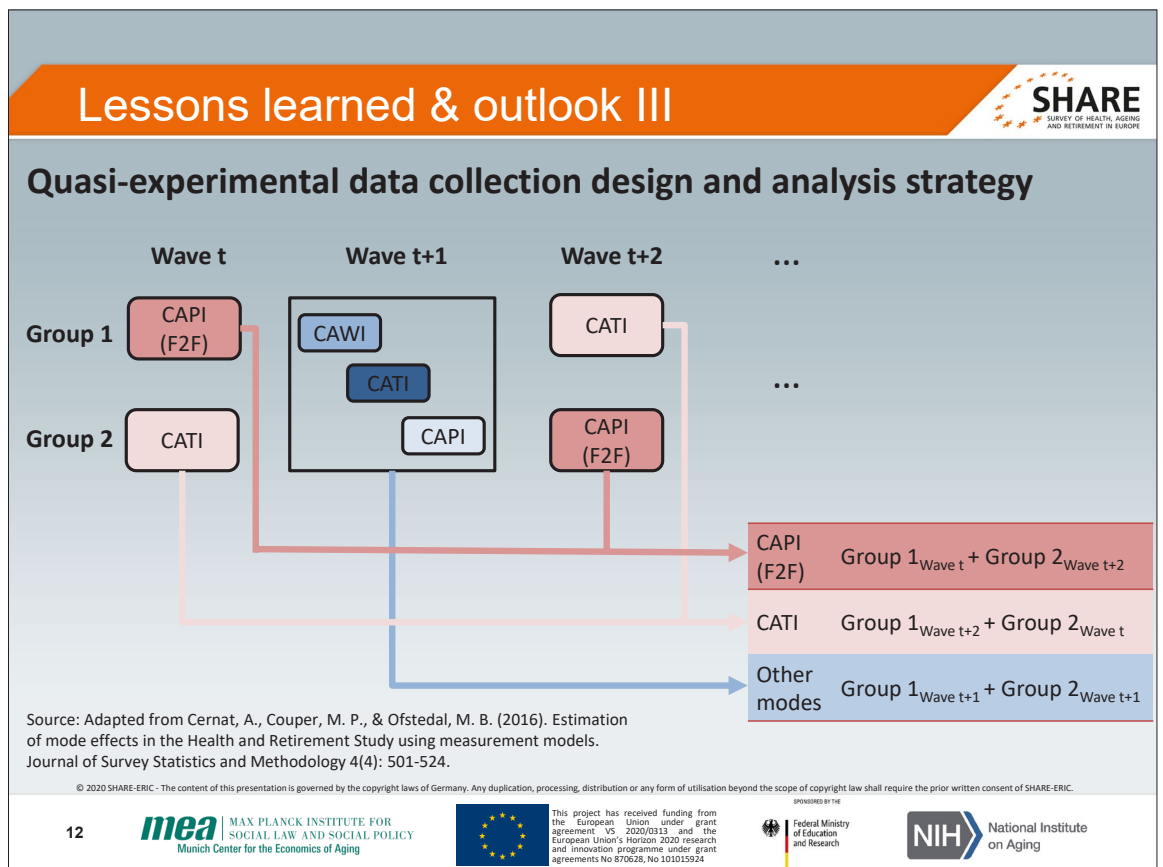 Lessons learned & outlook III
SHARE
SURVEY OF HEALTH, AGEING
AND RETIREMENT IN EUROPE
Quasi-experimental data collection design and analysis strategy
Wave t
Wave t+1
Wave t+2
...
Group 1
CAPI
(F2F)
CAWI
CATI
CATI
...
Group 2
CATI
CAPI
CAPI
(F2F)
CAPI
(F2F)
Group 1Wave t + Group 2Wave t+2
CATI
Group 1Wave t+2 + Group 2Wave t
Other
modes
Group 1Wave t+1 + Group 2Wave t+1
Source: Adapted from Cernat, A., Couper, M. P., & Ofstedal, M. B. (2016). Estimation
of mode effects in the Health and Retirement Study using measurement models.
Journal of Survey Statistics and Methodology 4(4): 501-524.
© 2020 SHARE-ERIC - The content of this presentation is governed by the copyright laws of Germany. Any duplication, processing, distribution or any form of utilisation beyond the scope of copyright law shall require the prior written consent of SHARE-ERIC.
12
mea
MAX PLANCK INSTITUTE FOR
SOCIAL LAW AND SOCIAL POLICY
Munich Center for the Economics of Aging
This project has received funding from
the European Union under grant
agreement VS 2020/0313 and the
European Union's Horizon 2020 research
and innovation programme under grant
agreements No 870628, No 101015924
SPONSORED BY THE
Federal Ministry
of Education
and Research
NIH
National Institute
on Aging